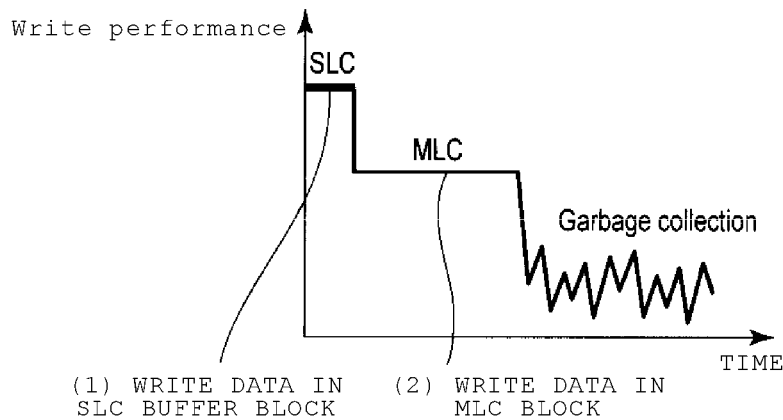 Write performance
SLC
MLC
Garbage collection
TIME
(1) WRITE DATA IN
SLC BUFFER BLOCK
(2) WRITE DATA IN
MLC BLOCK